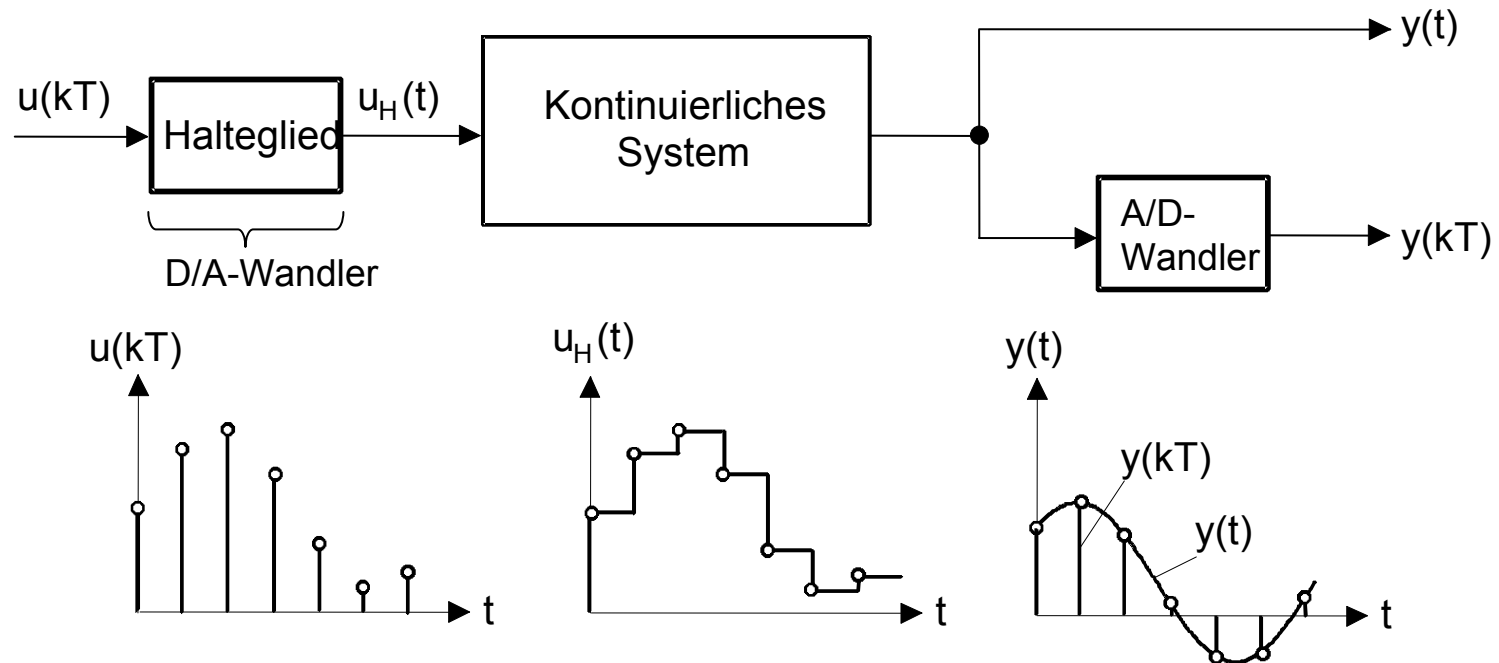 y(t)
u(kT)
u_H(t)
Halteglied
Kontinuierliches
System
A/D-
Wandler
y(kT)
D/A-Wandler
u(kT)
u_H(t)
y(t)
y(kT)
y(t)
t
t
t